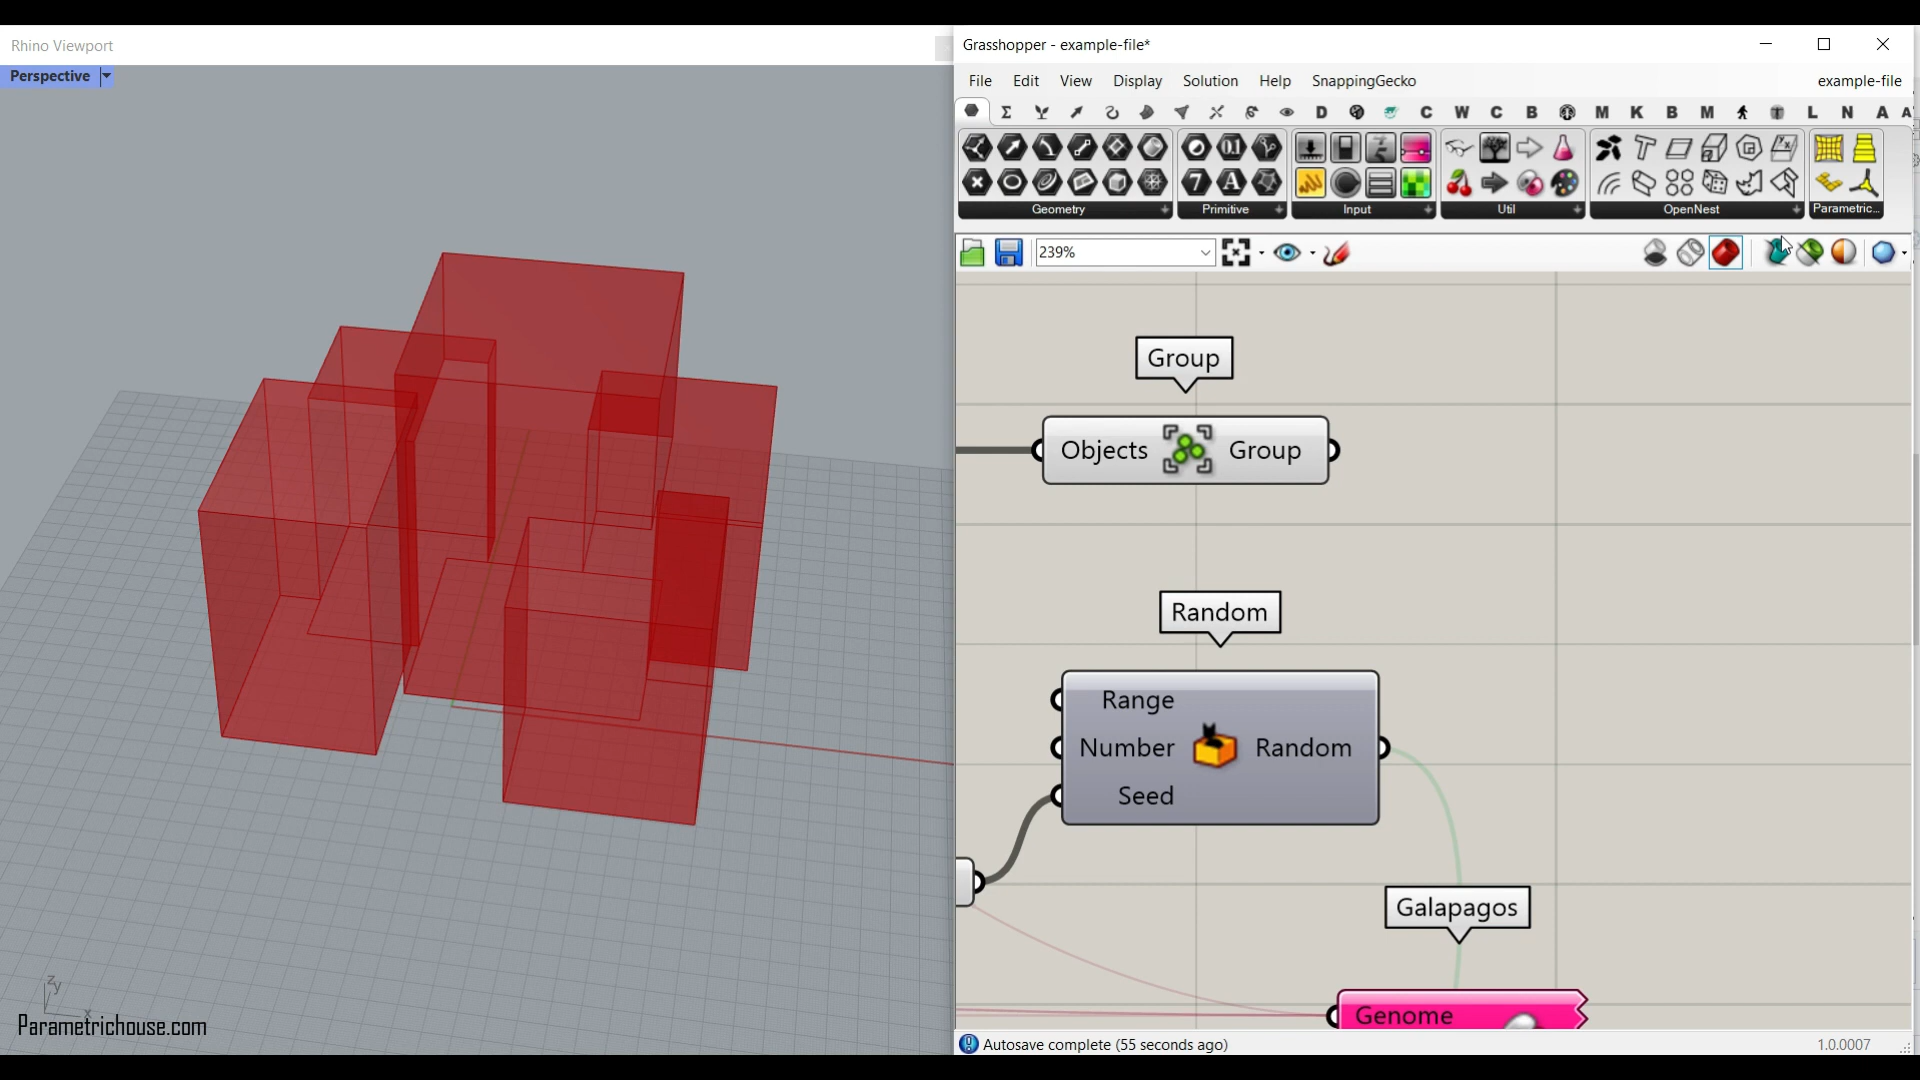 Rhino Viewport
Perspective
Parametrichouse.com
Grasshopper - example-file*
File Edit View Display Solution Help SnappingGecko
example-file
D C W C B M K B M L N A A
Geometry
Primitive
Input
Util
OpenNest
Parametric...
239%
Group
Objects Group
Random
Range
Number Random
Seed
Galapagos
Genome
Autosave complete (55 seconds ago)
1.0.0007